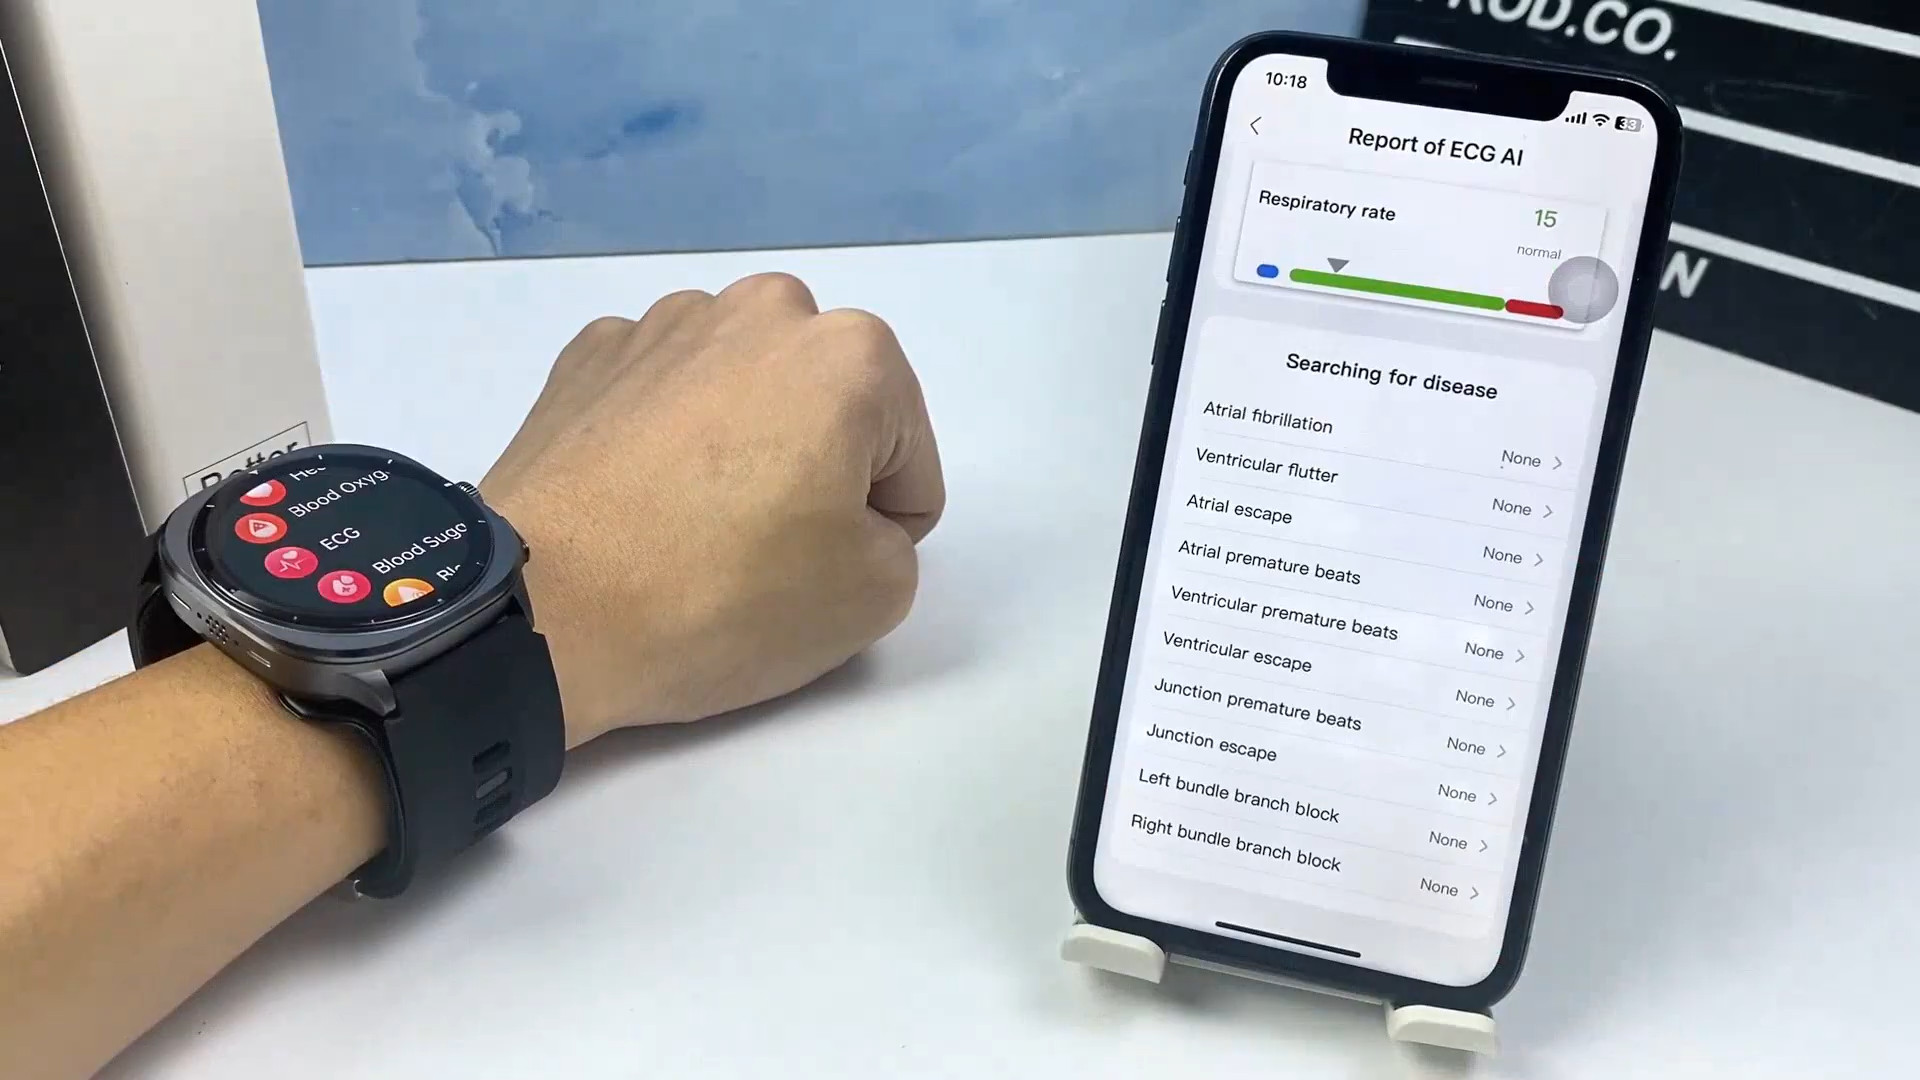 PROD.CO.
N
10:18
33
Report of ECG AI
Respiratory rate
15
normal
Searching for disease
Atrial fibrillation
None
Ventricular flutter
None
Atrial escape
None
Atrial premature beats
None
Ventricular premature beats
None
Ventricular escape
None
Junction premature beats
None
Junction escape
None
Left bundle branch block
None
Right bundle branch block
None
Blood Oxyg
ECG
Blood Suga